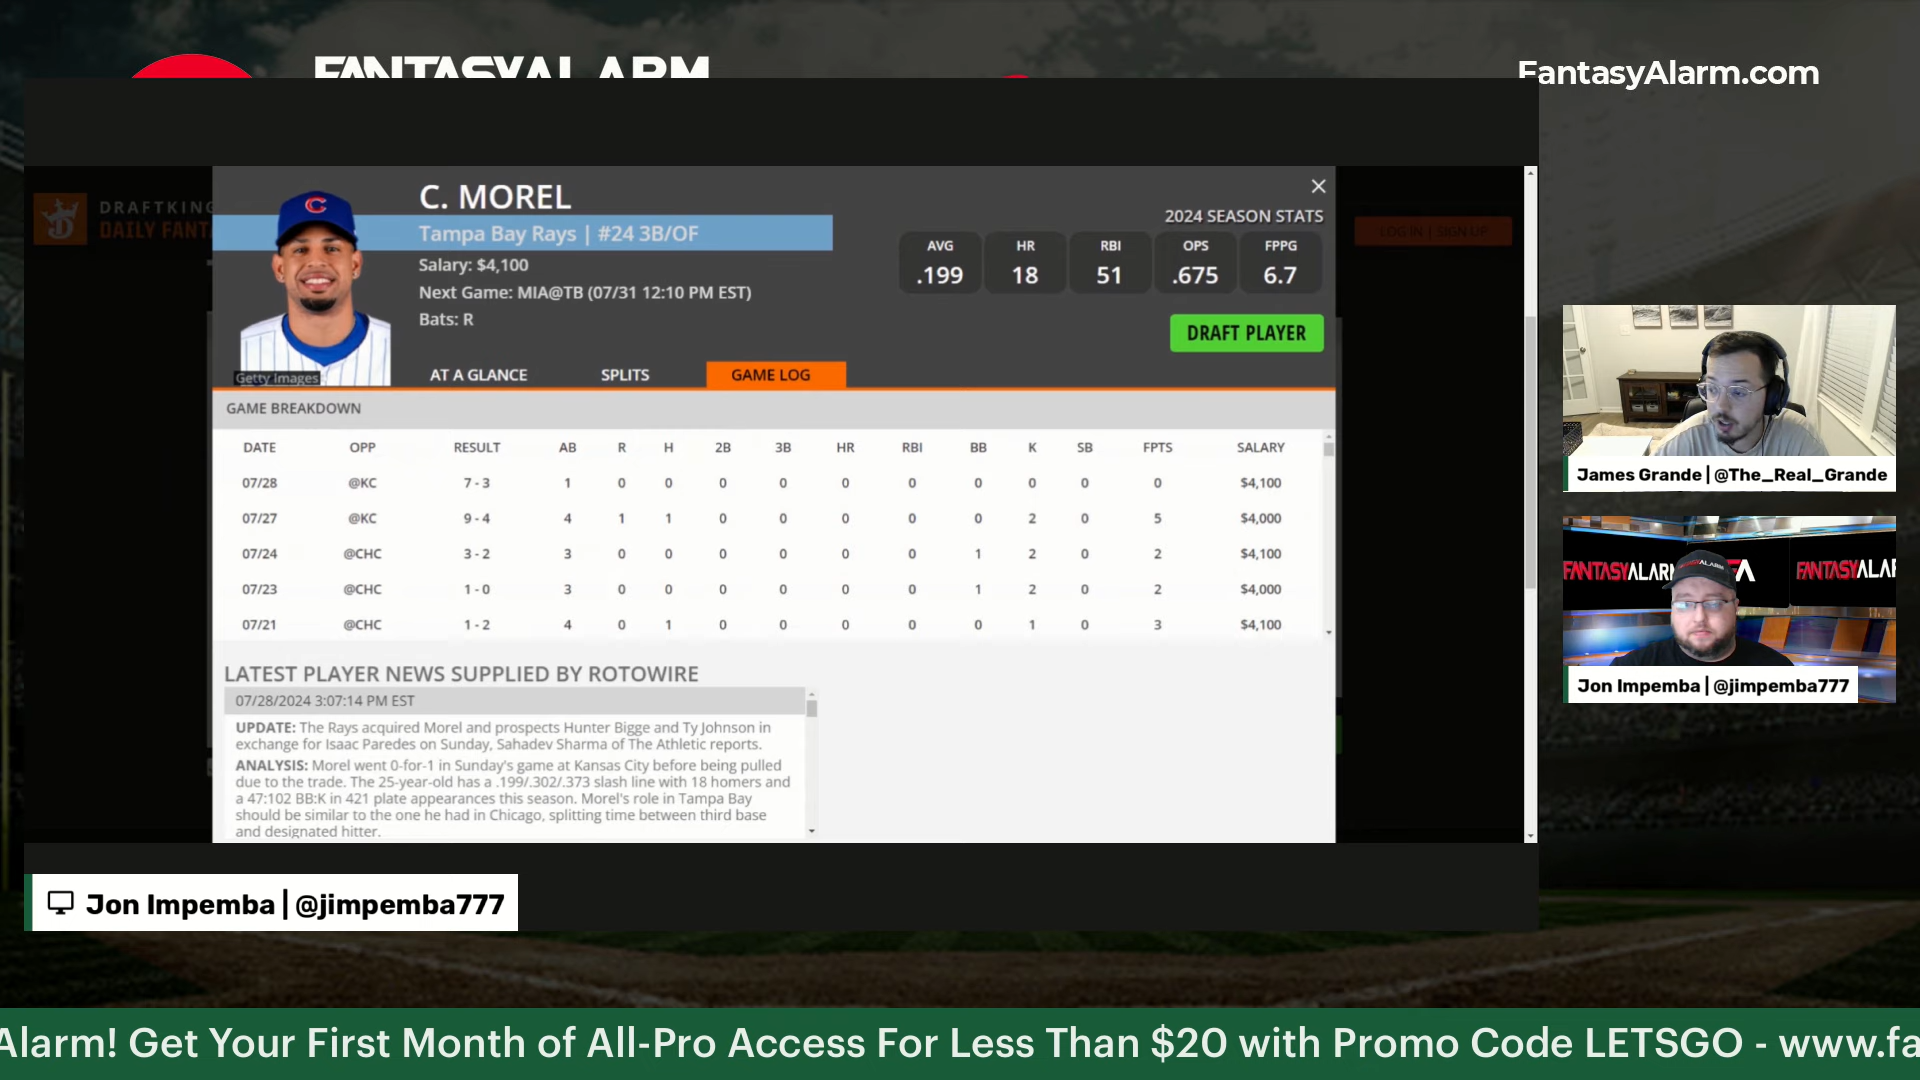 FANTASYALARM
FantasyAlarm.com
DRAFTKING
DAILY FANT
LOG IN | SIGN UP
C
C. MOREL
Tampa Bay Rays | #24 3B/OF
Salary: $4,100
Next Game: MIA@TB (07/31 12:10 PM EST)
Bats: R
Getty Images
2024 SEASON STATS
AVG HR RBI OPS FPPG
.199 18 51 .675 6.7
DRAFT PLAYER
AT A GLANCE SPLITS GAME LOG
GAME BREAKDOWN
DATE OPP RESULT AB R H 2B 3B HR RBI BB K SB FPTS SALARY
07/28 @KC 7 - 3 1 0 0 0 0 0 0 0 0 0 0 $4,100
07/27 @KC 9 - 4 4 1 1 0 0 0 0 0 2 0 5 $4,000
07/24 @CHC 3 - 2 3 0 0 0 0 0 0 1 2 0 2 $4,100
07/23 @CHC 1 - 0 3 0 0 0 0 0 0 1 2 0 2 $4,000
07/21 @CHC 1 - 2 4 0 1 0 0 0 0 0 1 0 3 $4,100
LATEST PLAYER NEWS SUPPLIED BY ROTOWIRE
07/28/2024 3:07:14 PM EST
UPDATE: The Rays acquired Morel and prospects Hunter Bigge and Ty Johnson in
exchange for Isaac Paredes on Sunday, Sahadev Sharma of The Athletic reports.
ANALYSIS: Morel went 0-for-1 in Sunday's game at Kansas City before being pulled
due to the trade. The 25-year-old has a .199/.302/.373 slash line with 18 homers and
a 47:102 BB:K in 421 plate appearances this season. Morel's role in Tampa Bay
should be similar to the one he had in Chicago, splitting time between third base
and designated hitter.
James Grande | @The_Real_Grande
FANTASYALARM FA FANTASYALAR
Jon Impemba | @jimpemba777
Jon Impemba | @jimpemba777
Alarm! Get Your First Month of All-Pro Access For Less Than $20 with Promo Code LETSGO - www.fa